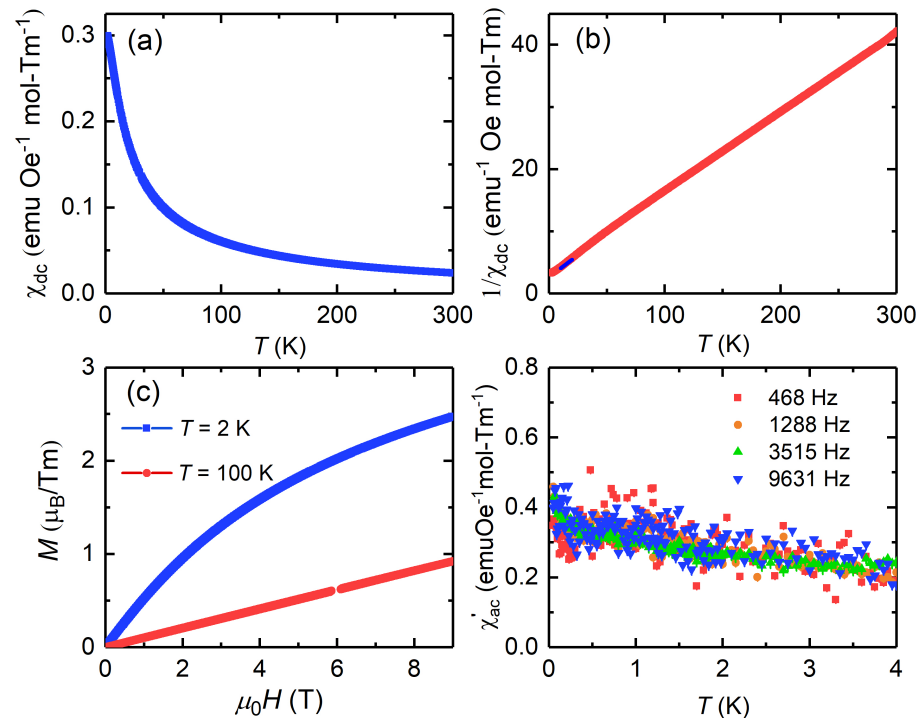 (a)
χdc (emu Oe-1 mol-Tm-1)
0.3
0.2
0.1
0.0
0 100 200 300
T (K)
(b)
1/χdc (emu-1 Oe mol-Tm)
40
20
0
0 100 200 300
T (K)
(c)
M (μB/Tm)
3
2
1
0
T = 2 K
T = 100 K
0 2 4 6 8
μ0H (T)
χ'ac (emuOe-1mol-Tm-1)
0.8
0.6
0.4
0.2
0.0
468 Hz
1288 Hz
3515 Hz
9631 Hz
0 1 2 3 4
T (K)